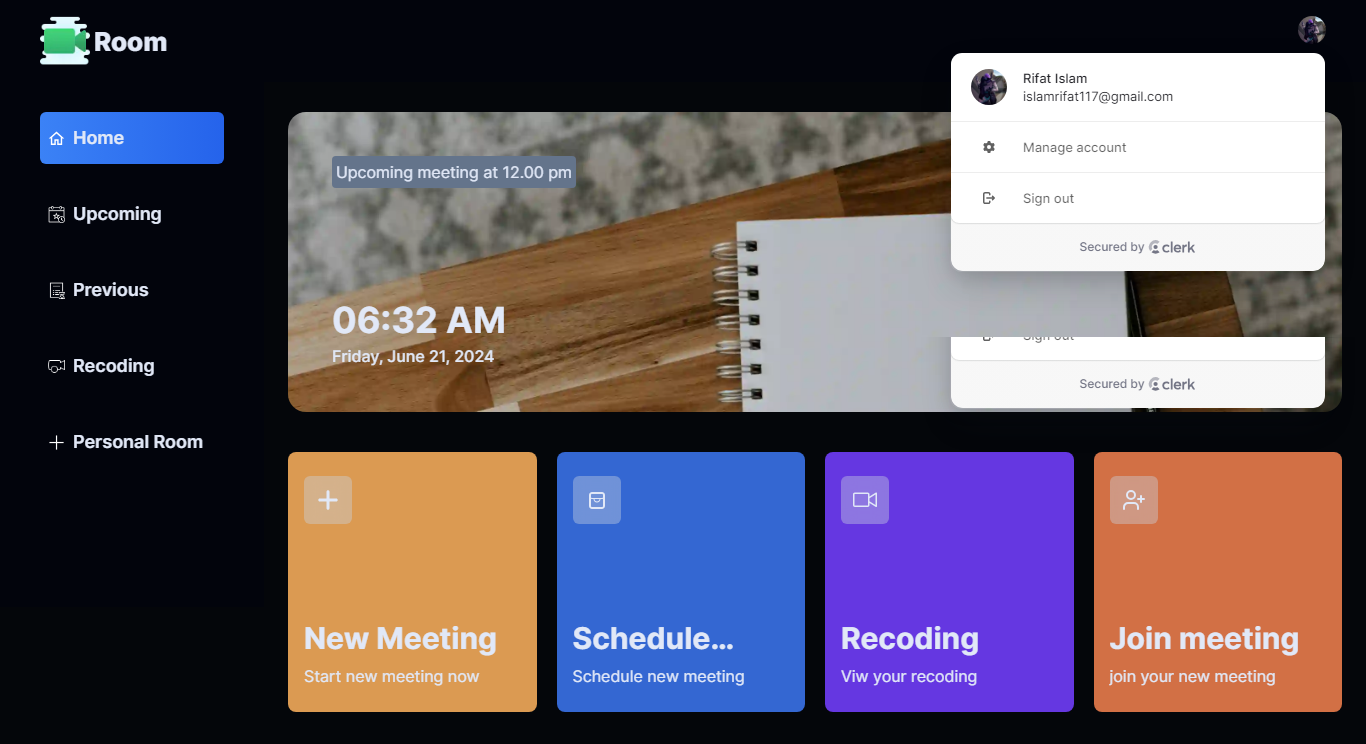 Room
Rifat Islam
islamrifat117@gmail.com
Manage account
Sign out
Secured by clerk
Home
Upcoming
Previous
Recoding
Personal Room
Upcoming meeting at 12.00 pm
06:32 AM
Friday, June 21, 2024
Sign out
Secured by clerk
New Meeting
Start new meeting now
Schedule...
Schedule new meeting
Recoding
Viw your recoding
Join meeting
join your new meeting